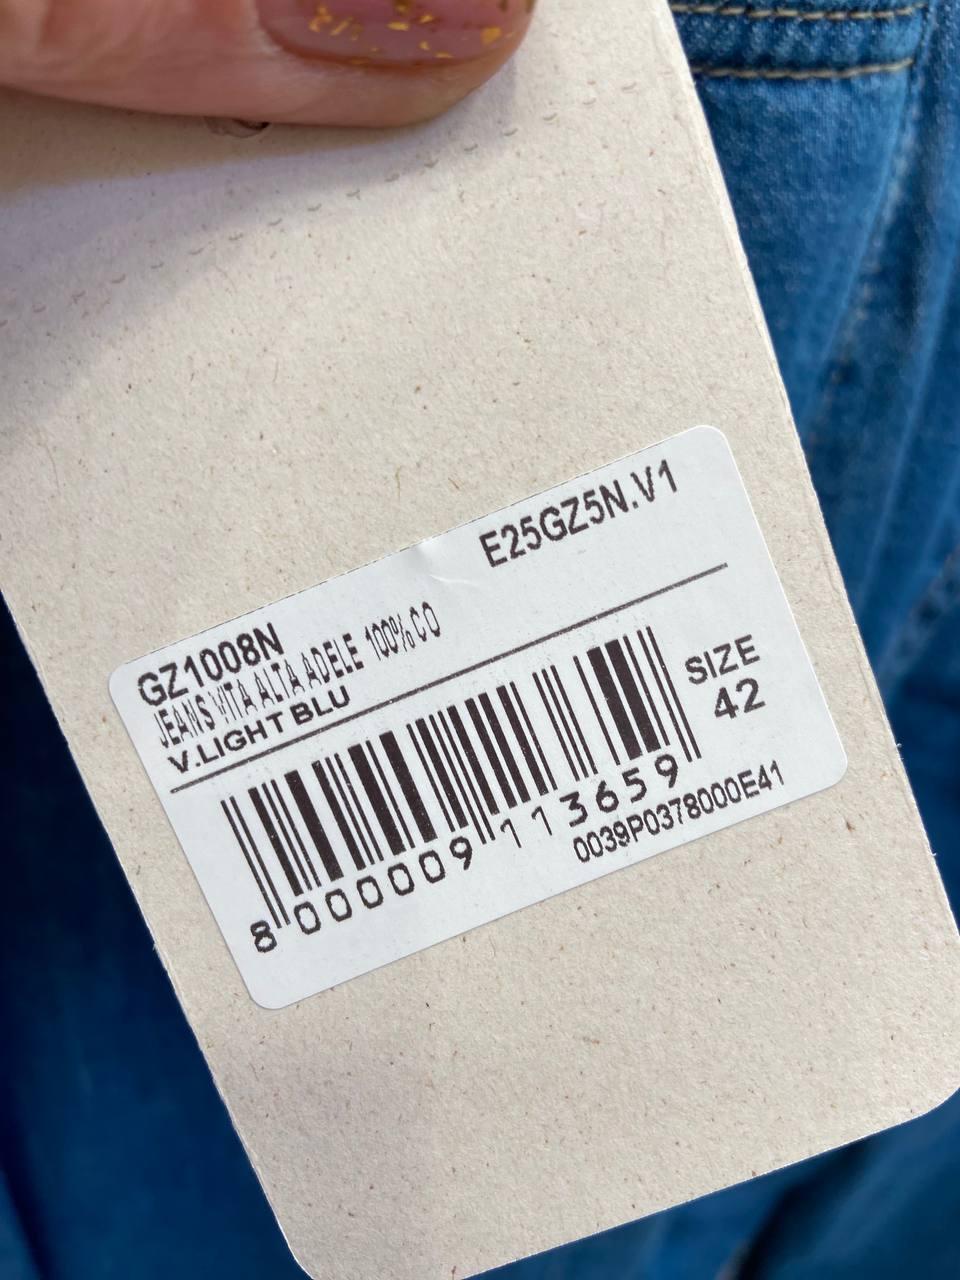 E25GZ5N.V1
GZ1008N
JEANS VITA ALTA ADELE 100% CO
V.LIGHT BLU
SIZE
42
8 000009 113659
0039P0378000E41